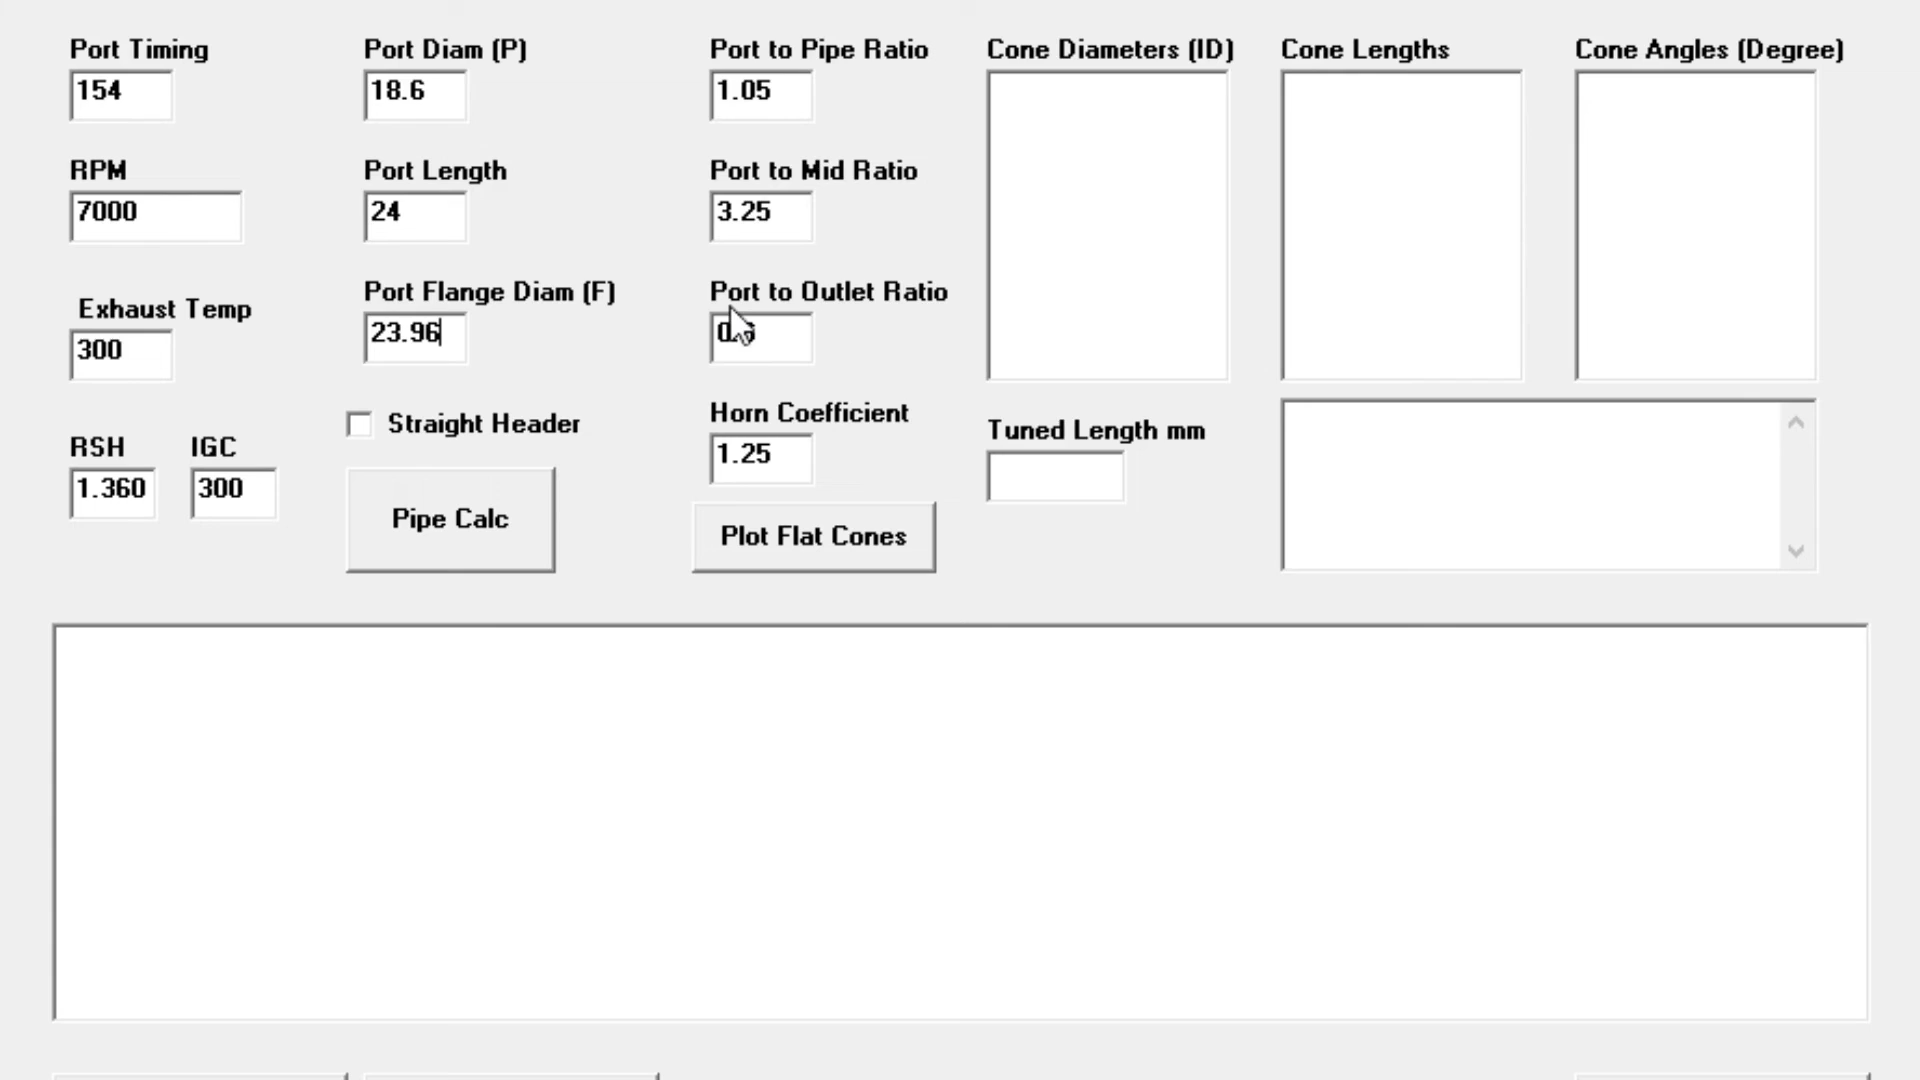 Port Timing
154
Port Diam (P)
18.6
Port to Pipe Ratio
1.05
Cone Diameters (ID)
Cone Lengths
Cone Angles (Degree)
RPM
7000
Port Length
24
Port to Mid Ratio
3.25
Exhaust Temp
300
Port Flange Diam (F)
23.96
Port to Outlet Ratio
RSH
1.360
IGC
300
Straight Header
Horn Coefficient
1.25
Tuned Length mm
Pipe Calc
Plot Flat Cones